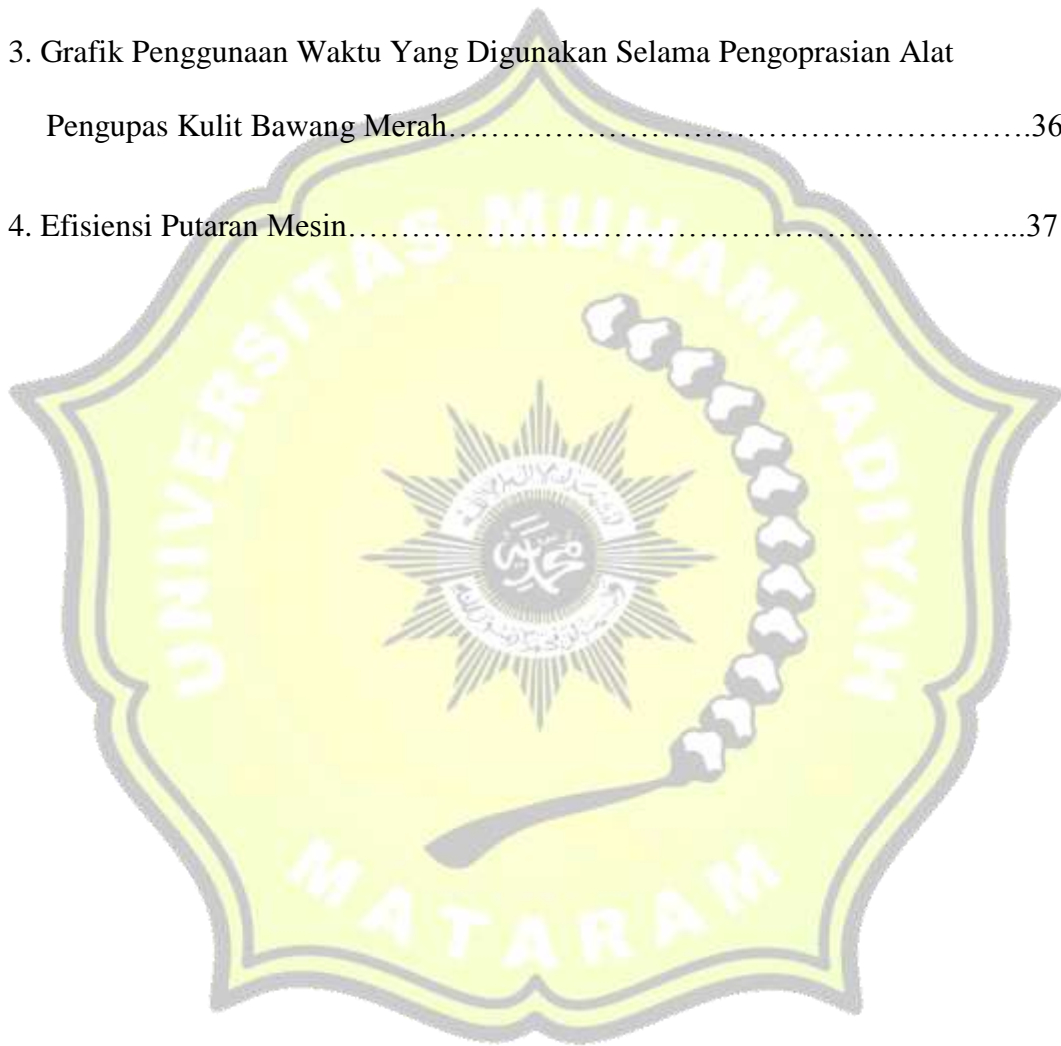 3. Grafik Penggunaan Waktu Yang Digunakan Selama Pengoprasian Alat
Pengupas Kulit Bawang Merah……………………………………………….36
4. Efisiensi Putaran Mesin……………………………………………………...37
UNIVERSITAS MUHAMMADIYAH
MATARAM